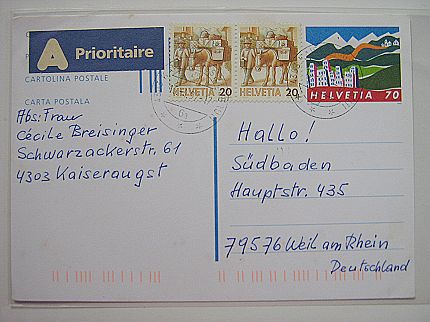 A Prioritaire
CARTOLINA POSTALE
CARTA POSTALA
HELVETIA 20
HELVETIA 20
HELVETIA 70
Abs: Frau
Cécile Breisinger
Schwarzackerstr. 61
4303 Kaiseraugst
Hallo!
Südbaden
Hauptstr. 435
79576 Weil am Rhein
Deutschland